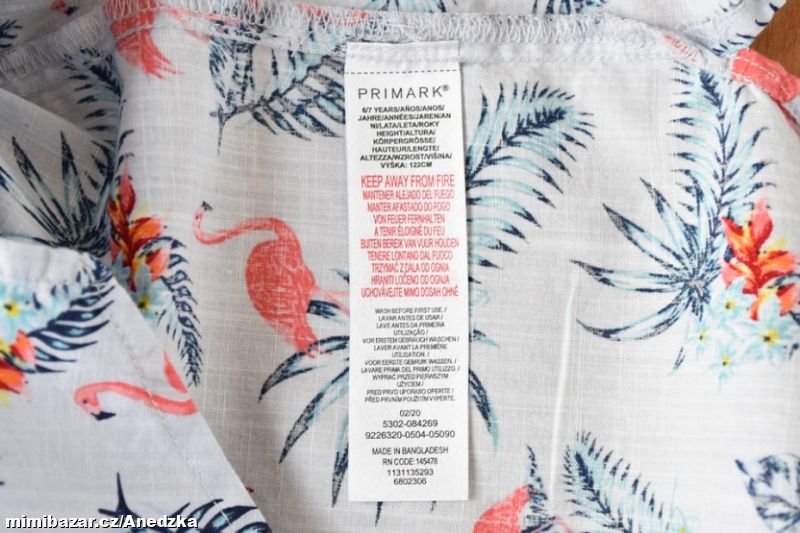 PRIMARK®
6/7 YEARS/AÑOS/ANOS/
JAHRE/ANNÉES/JAREN/AN
NI/LATA/LETA/ROKY
HEIGHT/ALTURA/
KÖRPERGRÖSSE/
HAUTEUR/LENGTE/
ALTEZZA/WZROST/VIŠINA/
VÝŠKA: 122CM
KEEP AWAY FROM FIRE
MANTENER ALEJADO DEL FUEGO
MANTER AFASTADO DO FOGO
VON FEUER FERNHALTEN
A TENIR ÉLOIGNÉ DU FEU
BUITEN BEREIK VAN VUUR HOUDEN
TENERE LONTANO DAL FUOCO
TRZYMAĆ Z DALA OD OGNIA
HRANITI LOČENO OD OGNJA
UCHOVÁVEJTE MIMO DOSAH OHNĚ
WASH BEFORE FIRST USE. /
LAVAR ANTES DE USAR /
LAVE ANTES DA PRIMEIRA
UTILIZAÇÃO /
VOR ERSTEM GEBRAUCH WASCHEN /
LAVER AVANT LA PREMIÈRE
UTILISATION. /
VOOR EERSTE GEBRUIK WASSEN. /
LAVARE PRIMA DEL PRIMO UTILIZZO. /
WYPRAĆ PRZED PIERWSZYM
UŻYCIEM /
PRED PRVO UPORABO OPERITE /
PŘED PRVNÍM POUŽITÍM VYPERTE.
02/20
5302-084269
9226320-0504-05090
MADE IN BANGLADESH
RN CODE:145478
1131135293
6802306
mimibazar.cz/Anedzka